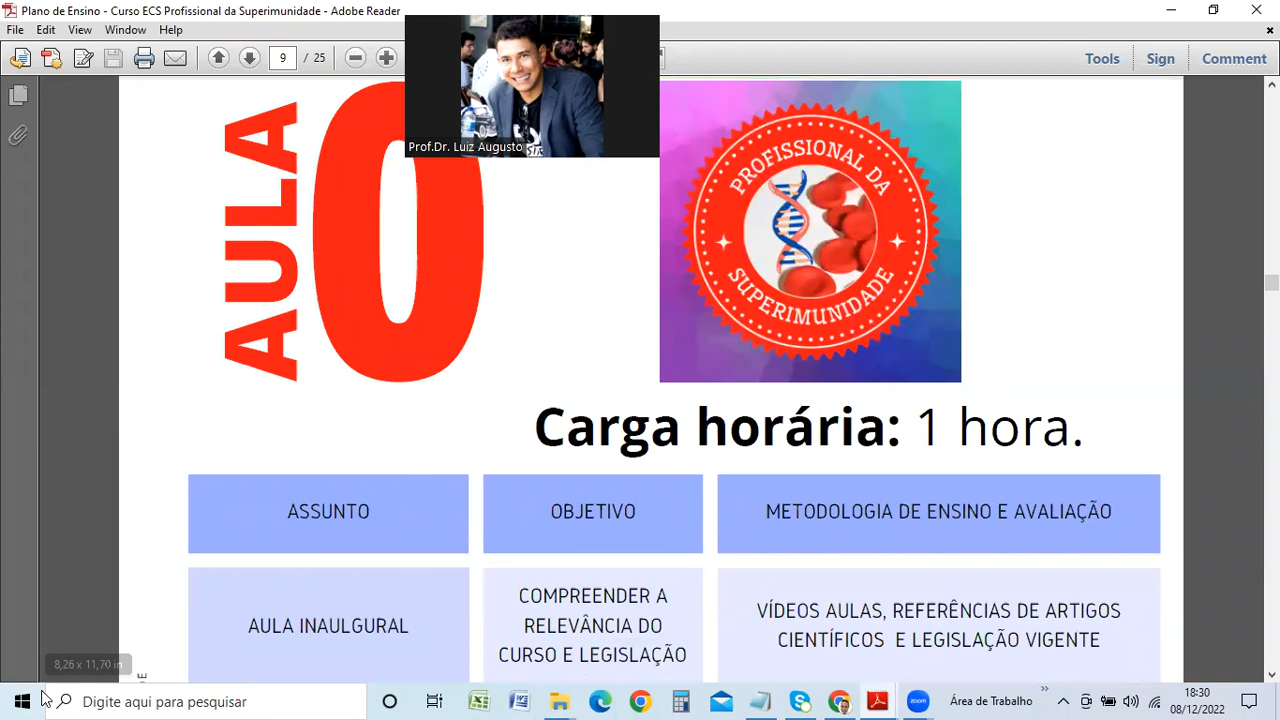 Plano de Ensino - Curso ECS Profissional da Superimunidade - Adobe Reader
File Edit View Window Help
9 / 25
Tools Sign Comment
Prof.Dr. Luiz Augusto
AULA 0
PROFISSIONAL DA
SUPERIMUNIDADE
Carga horária: 1 hora.
ASSUNTO
OBJETIVO
METODOLOGIA DE ENSINO E AVALIAÇÃO
AULA INAULGURAL
COMPREENDER A
RELEVÂNCIA DO
CURSO E LEGISLAÇÃO
VÍDEOS AULAS, REFERÊNCIAS DE ARTIGOS
CIENTÍFICOS E LEGISLAÇÃO VIGENTE
8,26 x 11,70 in
Digite aqui para pesquisar
zoom
Área de Trabalho
18:30
08/12/2022